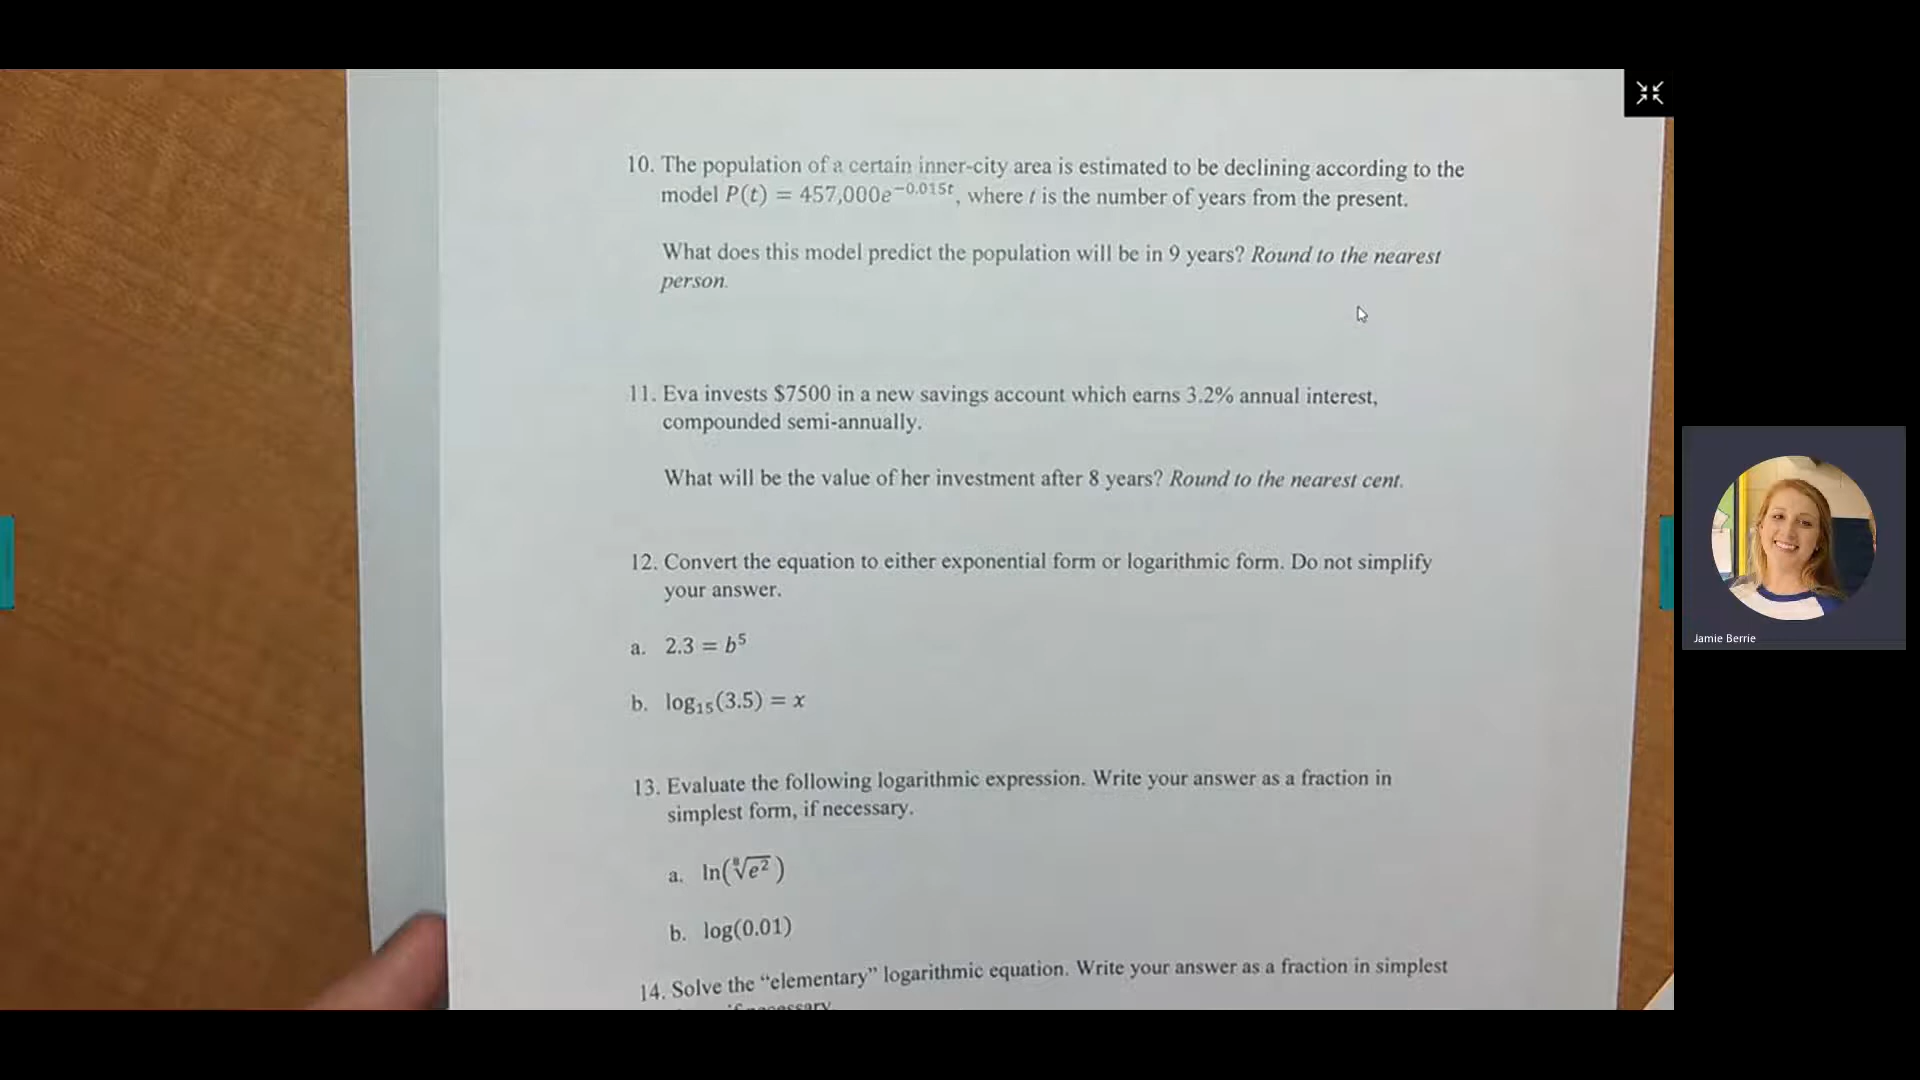 10. The population of a certain inner-city area is estimated to be declining according to the
model P(t) = 457,000e^{-0.015t}, where t is the number of years from the present.
What does this model predict the population will be in 9 years? Round to the nearest
person.
11. Eva invests $7500 in a new savings account which earns 3.2% annual interest,
compounded semi-annually.
What will be the value of her investment after 8 years? Round to the nearest cent.
12. Convert the equation to either exponential form or logarithmic form. Do not simplify
your answer.
a. 2.3 = b⁵
b. log₁₅(3.5) = x
13. Evaluate the following logarithmic expression. Write your answer as a fraction in
simplest form, if necessary.
a. ln(⁸√e²)
b. log(0.01)
14. Solve the “elementary” logarithmic equation. Write your answer as a fraction in simplest
if necessary.
Jamie Berrie